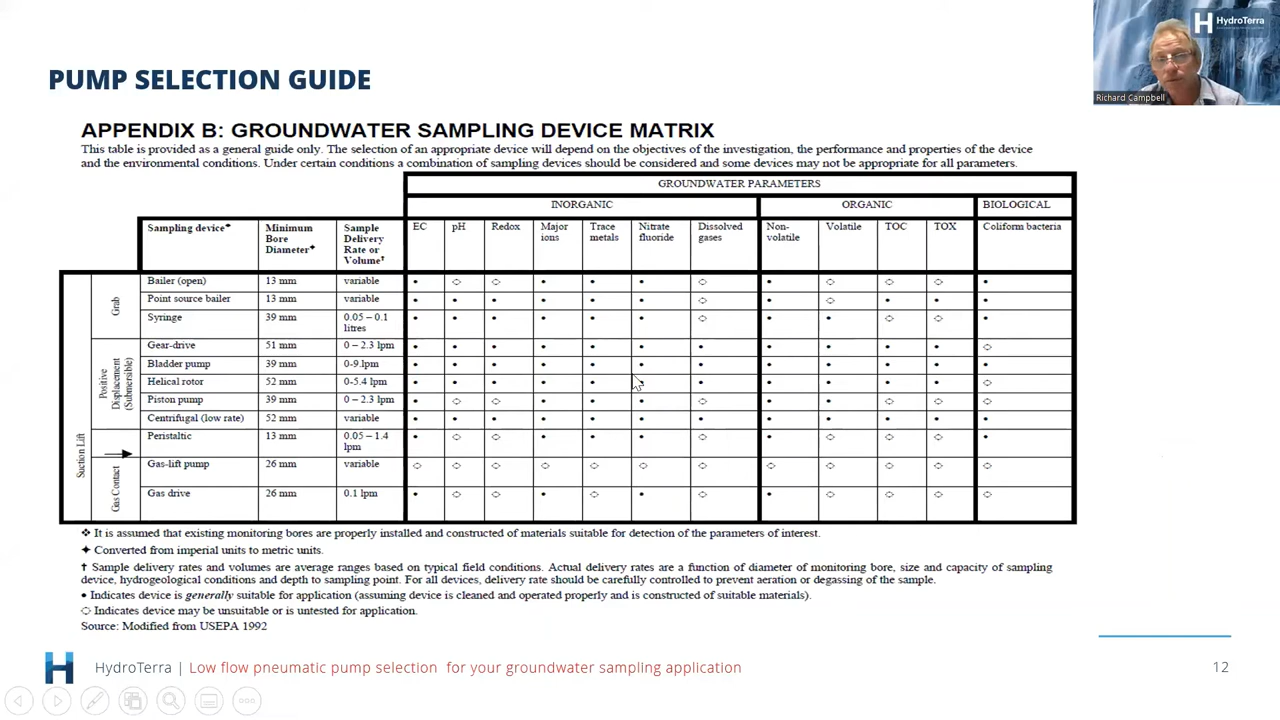 HydroTerra
Richard Campbell
PUMP SELECTION GUIDE
APPENDIX B: GROUNDWATER SAMPLING DEVICE MATRIX
This table is provided as a general guide only. The selection of an appropriate device will depend on the objectives of the investigation, the performance and properties of the device
and the environmental conditions. Under certain conditions a combination of sampling devices should be considered and some devices may not be appropriate for all parameters.
GROUNDWATER PARAMETERS
INORGANIC ORGANIC BIOLOGICAL
Sampling device✦ Minimum Bore Diameter✦ Sample Delivery Rate or Volume† EC pH Redox Major ions Trace metals Nitrate fluoride Dissolved gases Non-volatile Volatile TOC TOX Coliform bacteria
Suction Lift
Grab
Bailer (open) 13 mm variable • ◇ ◇ • • • ◇ • ◇ ◇ ◇ •
Point source bailer 13 mm variable • • • • • • ◇ • ◇ • • •
Syringe 39 mm 0.05 – 0.1 litres • • • • • • ◇ • • ◇ ◇ •
Positive Displacement (Submersible)
Gear-drive 51 mm 0 – 2.3 lpm • • • • • • • • • • • ◇
Bladder pump 39 mm 0-9 lpm • • • • • • • • • • • •
Helical rotor 52 mm 0-5.4 lpm • • • • • • • • • • • ◇
Piston pump 39 mm 0 – 2.3 lpm • ◇ ◇ • • • ◇ • • ◇ ◇ ◇
Centrifugal (low rate) 52 mm variable • • • • • • • • • • • ◇
Peristaltic 13 mm 0.05 – 1.4 lpm • ◇ ◇ • • • ◇ • ◇ ◇ ◇ •
Gas Contact
Gas-lift pump 26 mm variable ◇ ◇ ◇ ◇ ◇ ◇ ◇ ◇ ◇ ◇ ◇ ◇
Gas drive 26 mm 0.1 lpm • ◇ ◇ • ◇ • ◇ • ◇ ◇ ◇ ◇
❖ It is assumed that existing monitoring bores are properly installed and constructed of materials suitable for detection of the parameters of interest.
✦ Converted from imperial units to metric units.
† Sample delivery rates and volumes are average ranges based on typical field conditions. Actual delivery rates are a function of diameter of monitoring bore, size and capacity of sampling
device, hydrogeological conditions and depth to sampling point. For all devices, delivery rate should be carefully controlled to prevent aeration or degassing of the sample.
• Indicates device is generally suitable for application (assuming device is cleaned and operated properly and is constructed of suitable materials).
◇ Indicates device may be unsuitable or is untested for application.
Source: Modified from USEPA 1992
HydroTerra | Low flow pneumatic pump selection for your groundwater sampling application
12